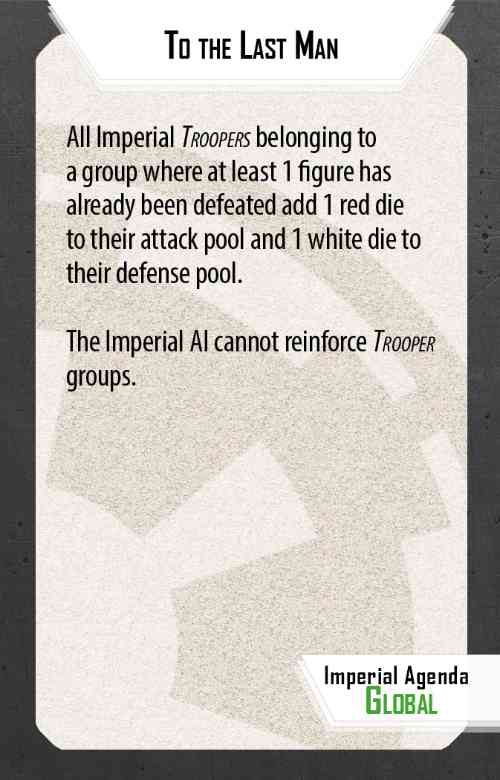 To the Last Man
All Imperial Troopers belonging to
a group where at least 1 figure has
already been defeated add 1 red die
to their attack pool and 1 white die to
their defense pool.
The Imperial AI cannot reinforce Trooper
groups.
Imperial Agenda
Global